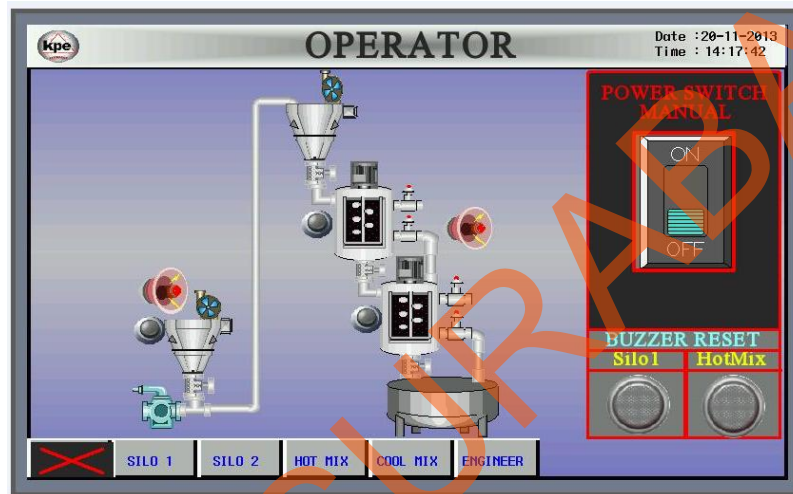 kpe
OPERATOR
Date :20-11-2013
Time : 14:17:42
POWER SWITCH
MANUAL
ON
OFF
BUZZER RESET
Silo1 HotMix
SILO 1 SILO 2 HOT MIX COOL MIX ENGINEER
SURABA